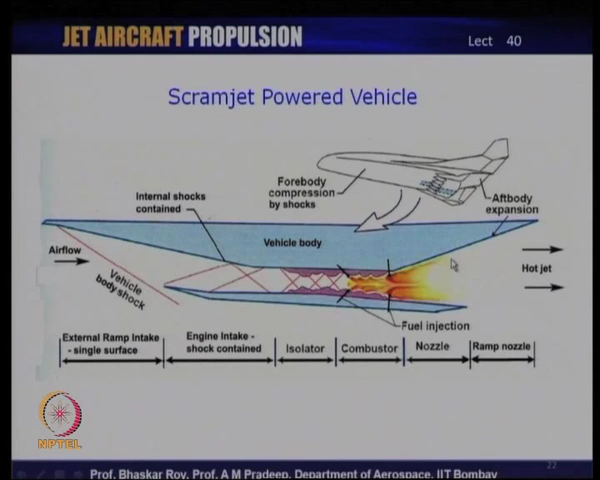 JET AIRCRAFT PROPULSION
Lect 40
Scramjet Powered Vehicle
Forebody
compression
by shocks
Internal shocks
contained
Aftbody
expansion
Vehicle body
Airflow
Vehicle
body shock
Hot jet
Fuel injection
External Ramp Intake
- single surface
Engine Intake -
shock contained
Isolator
Combustor
Nozzle
Ramp nozzle
NPTEL
22
Prof. Bhaskar Roy, Prof. A M Pradeep, Department of Aerospace, IIT Bombay